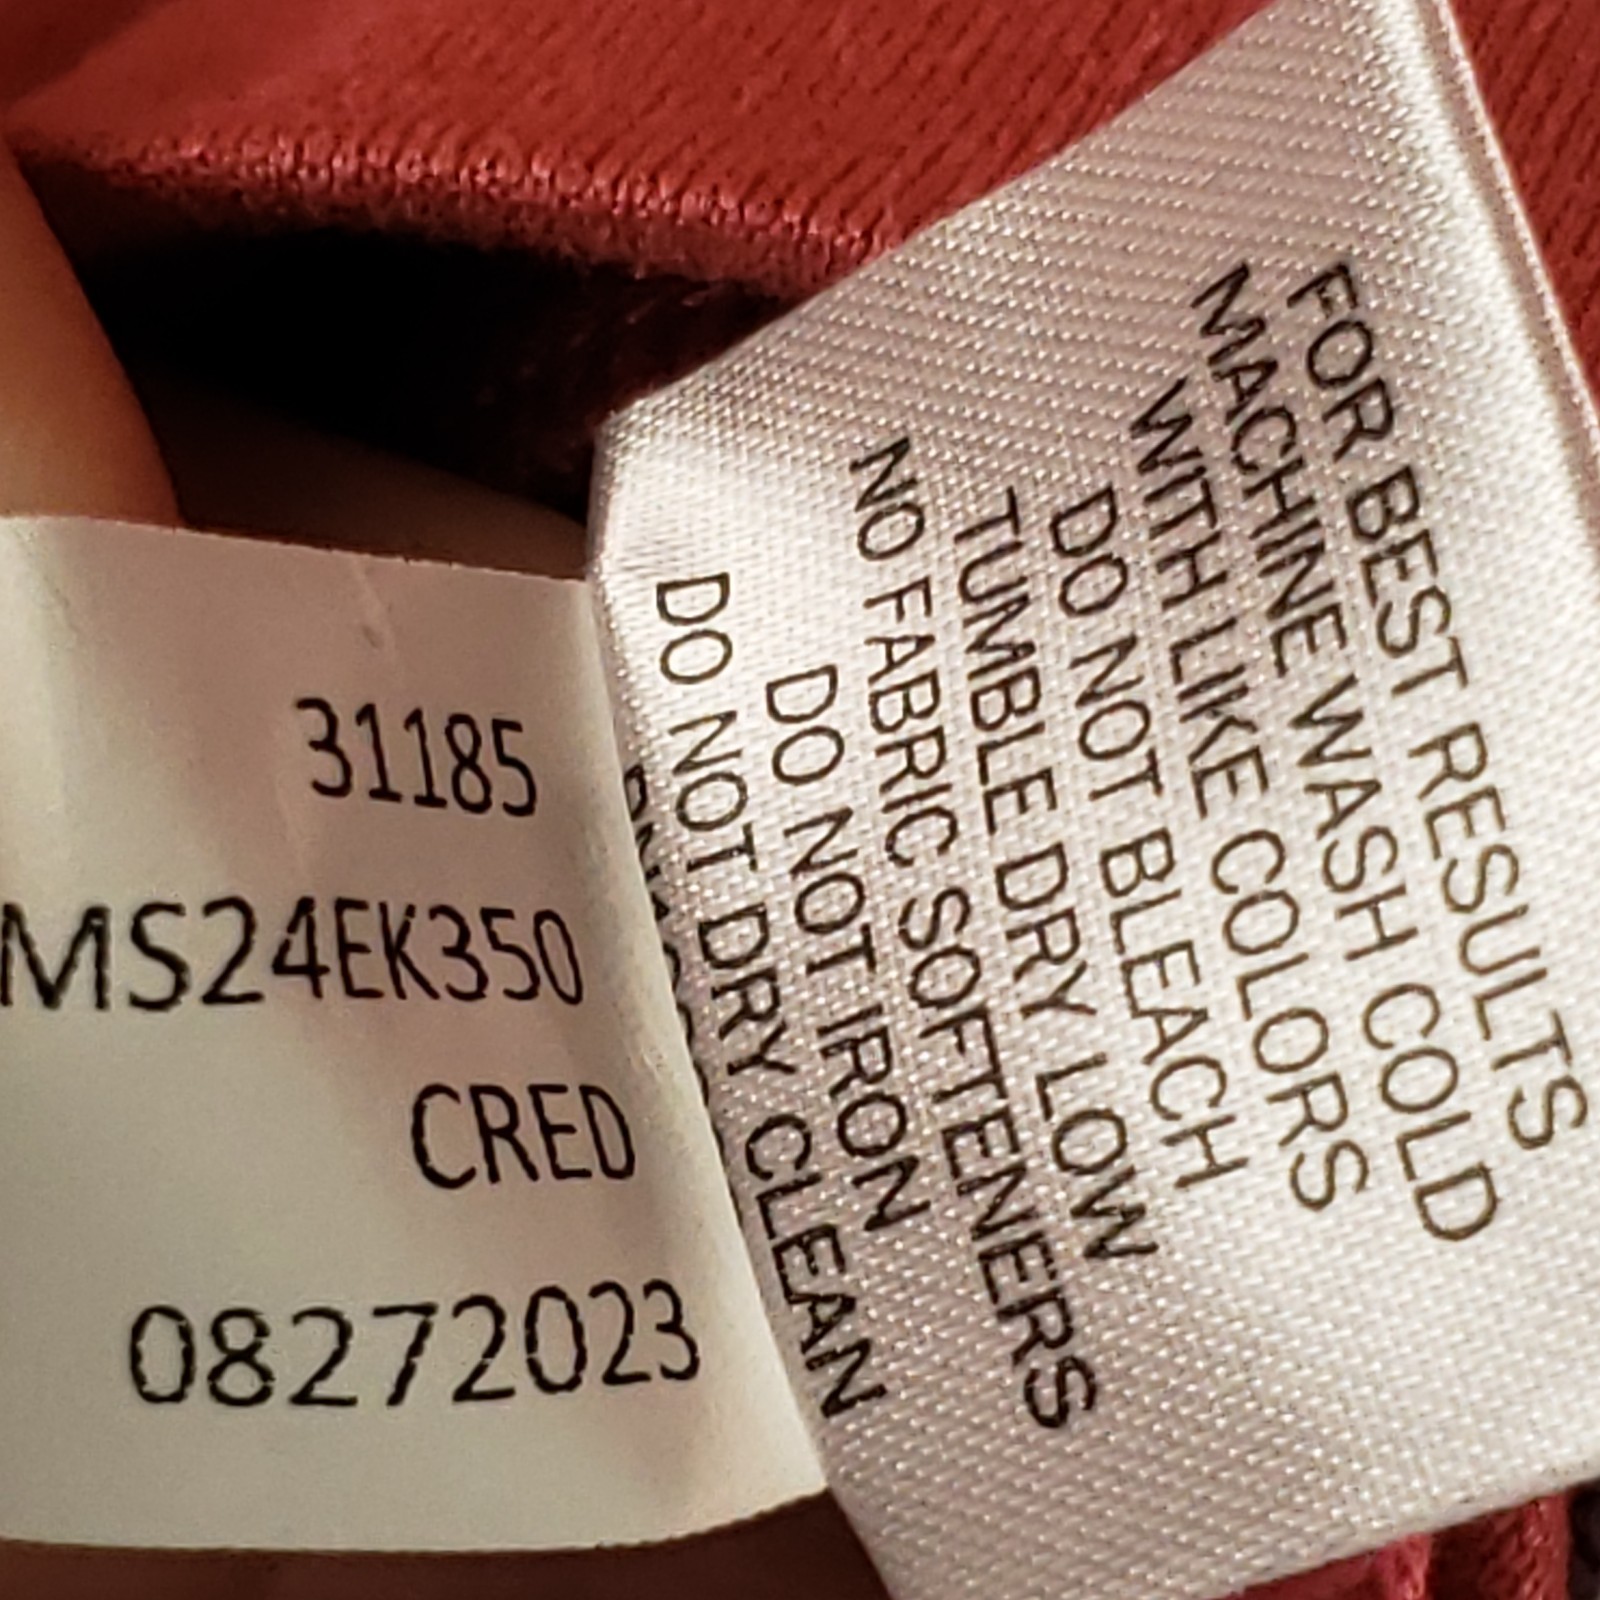 31185
MS24EK350
CRED
08272023
FOR BEST RESULTS
MACHINE WASH COLD
WITH LIKE COLORS
DO NOT BLEACH
TUMBLE DRY LOW
NO FABRIC SOFTENERS
DO NOT IRON
DO NOT DRY CLEAN